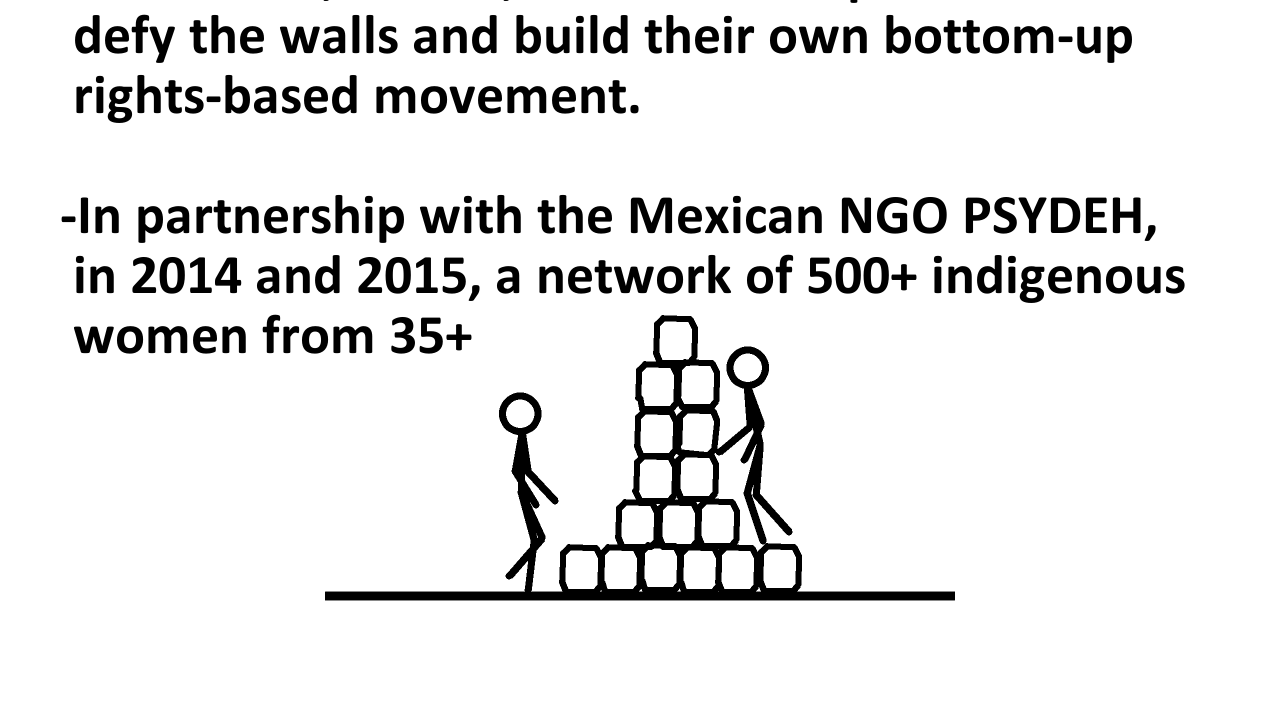 defy the walls and build their own bottom-up
rights-based movement.
-In partnership with the Mexican NGO PSYDEH,
in 2014 and 2015, a network of 500+ indigenous
women from 35+